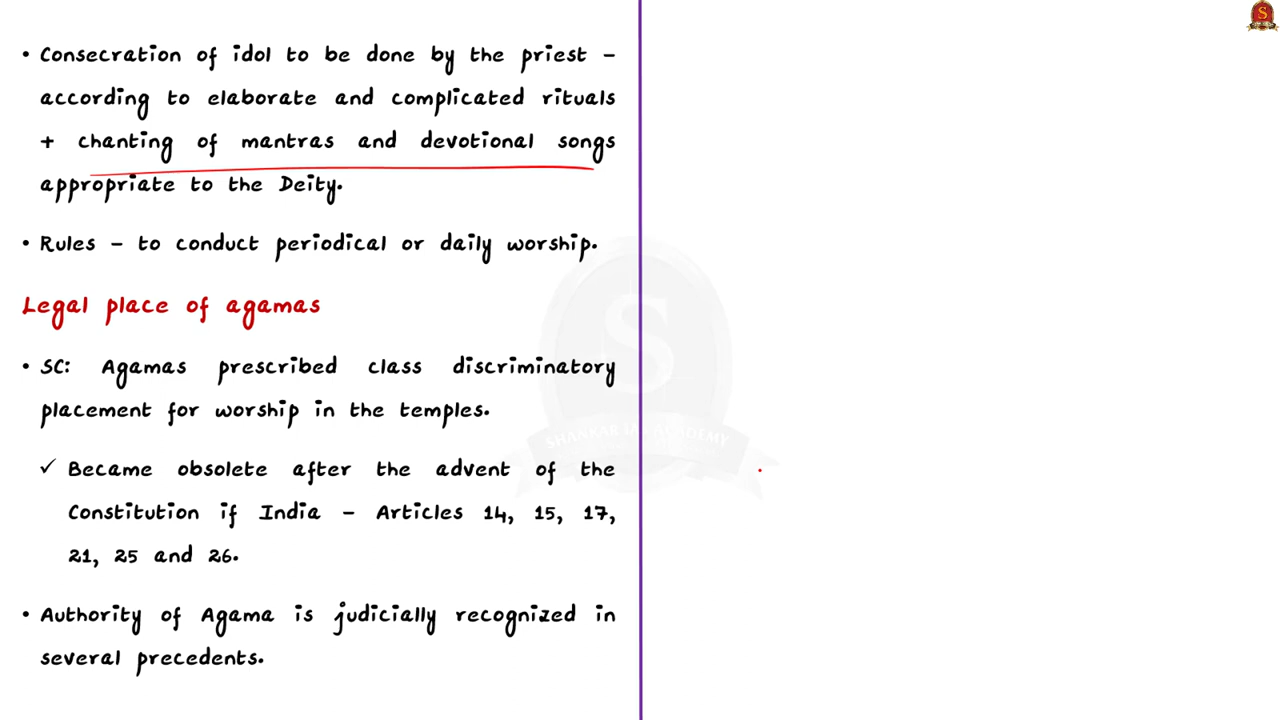 • Consecration of idol to be done by the priest –
according to elaborate and complicated rituals
+ chanting of mantras and devotional songs
appropriate to the Deity.
• Rules – to conduct periodical or daily worship.
Legal place of agamas
• SC: Agamas prescribed class discriminatory
placement for worship in the temples.
✓ Became obsolete after the advent of the
Constitution if India – Articles 14, 15, 17,
21, 25 and 26.
• Authority of Agama is judicially recognized in
several precedents.
S
SHANKAR IAS ACADEMY
S